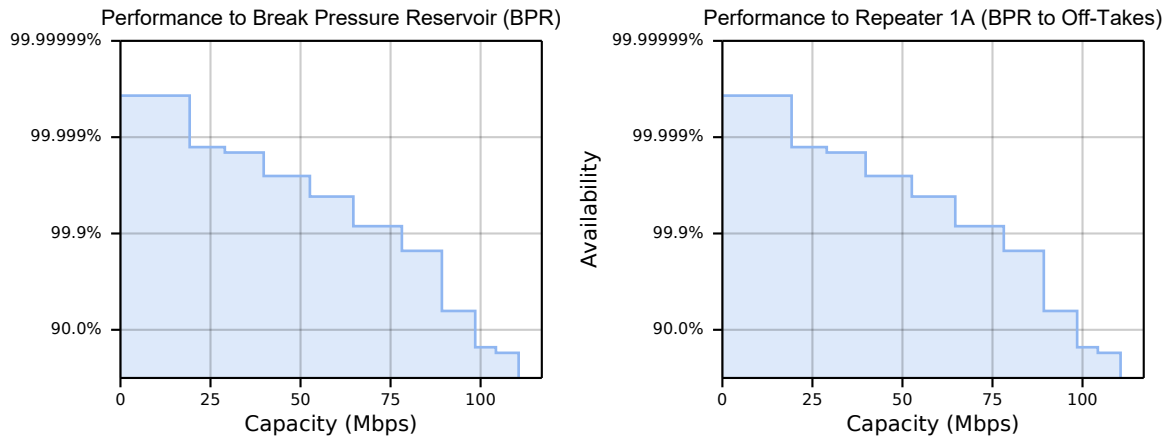 Performance to Break Pressure Reservoir (BPR)
99.99999%
99.999%
99.9%
90.0%
0 25 50 75 100
Capacity (Mbps)
Performance to Repeater 1A (BPR to Off-Takes)
Availability
99.99999%
99.999%
99.9%
90.0%
0 25 50 75 100
Capacity (Mbps)